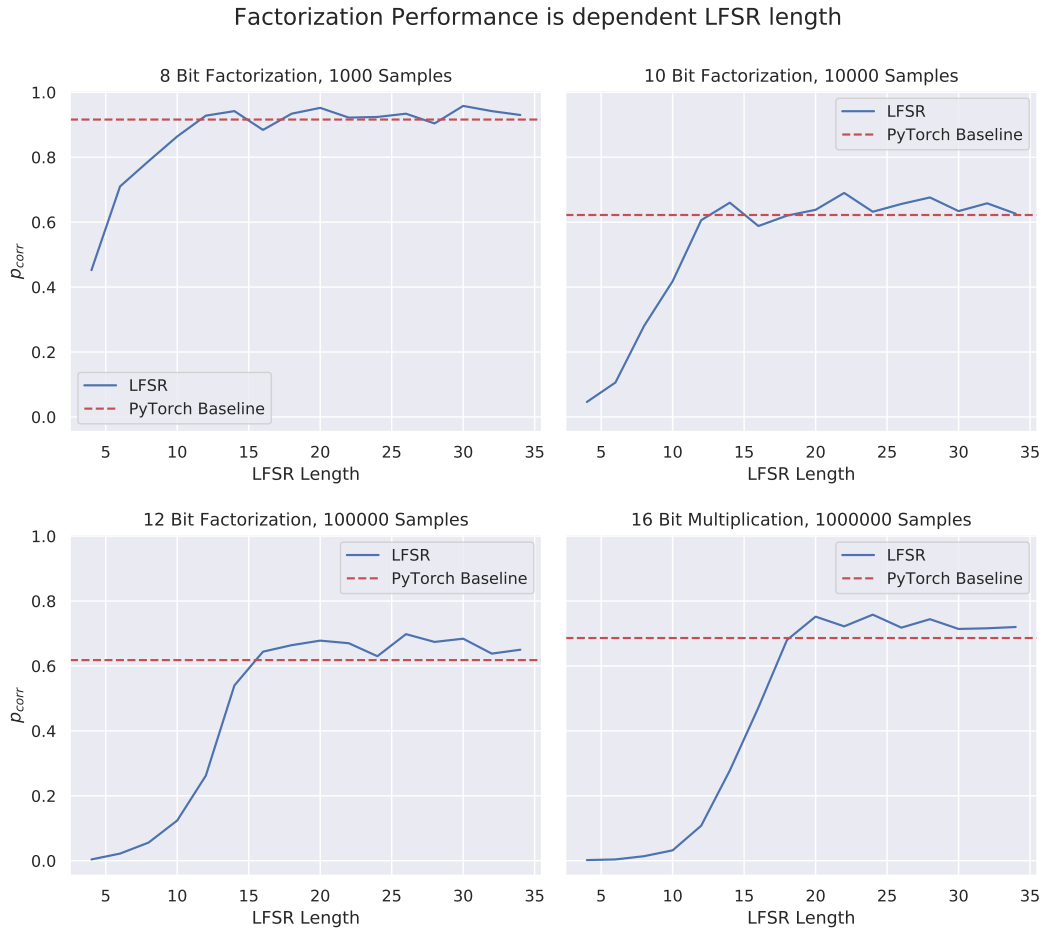 Factorization Performance is dependent LFSR length
8 Bit Factorization, 1000 Samples
1.0
0.8
0.6
0.4
0.2
0.0
p_corr
LFSR
PyTorch Baseline
5 10 15 20 25 30 35
LFSR Length
10 Bit Factorization, 10000 Samples
LFSR
PyTorch Baseline
5 10 15 20 25 30 35
LFSR Length
12 Bit Factorization, 100000 Samples
1.0
0.8
0.6
0.4
0.2
0.0
p_corr
LFSR
PyTorch Baseline
5 10 15 20 25 30 35
LFSR Length
16 Bit Multiplication, 1000000 Samples
LFSR
PyTorch Baseline
5 10 15 20 25 30 35
LFSR Length